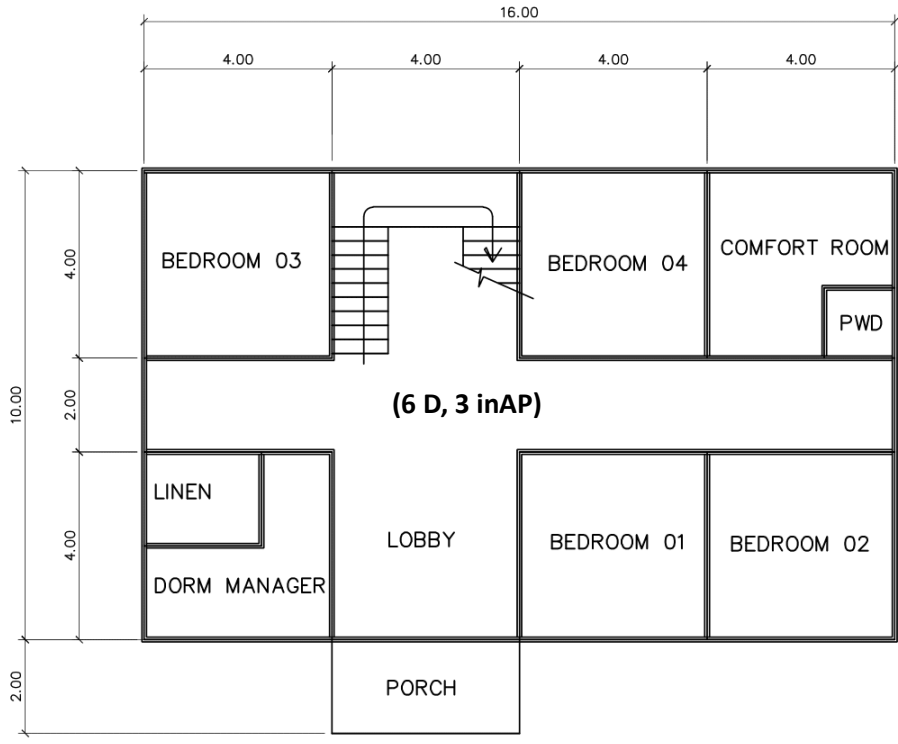 16.00
4.00 4.00 4.00 4.00
BEDROOM 03
BEDROOM 04
COMFORT ROOM
PWD
4.00
10.00
2.00
(6 D, 3 inAP)
LINEN
LOBBY
BEDROOM 01
BEDROOM 02
4.00
DORM MANAGER
2.00
PORCH